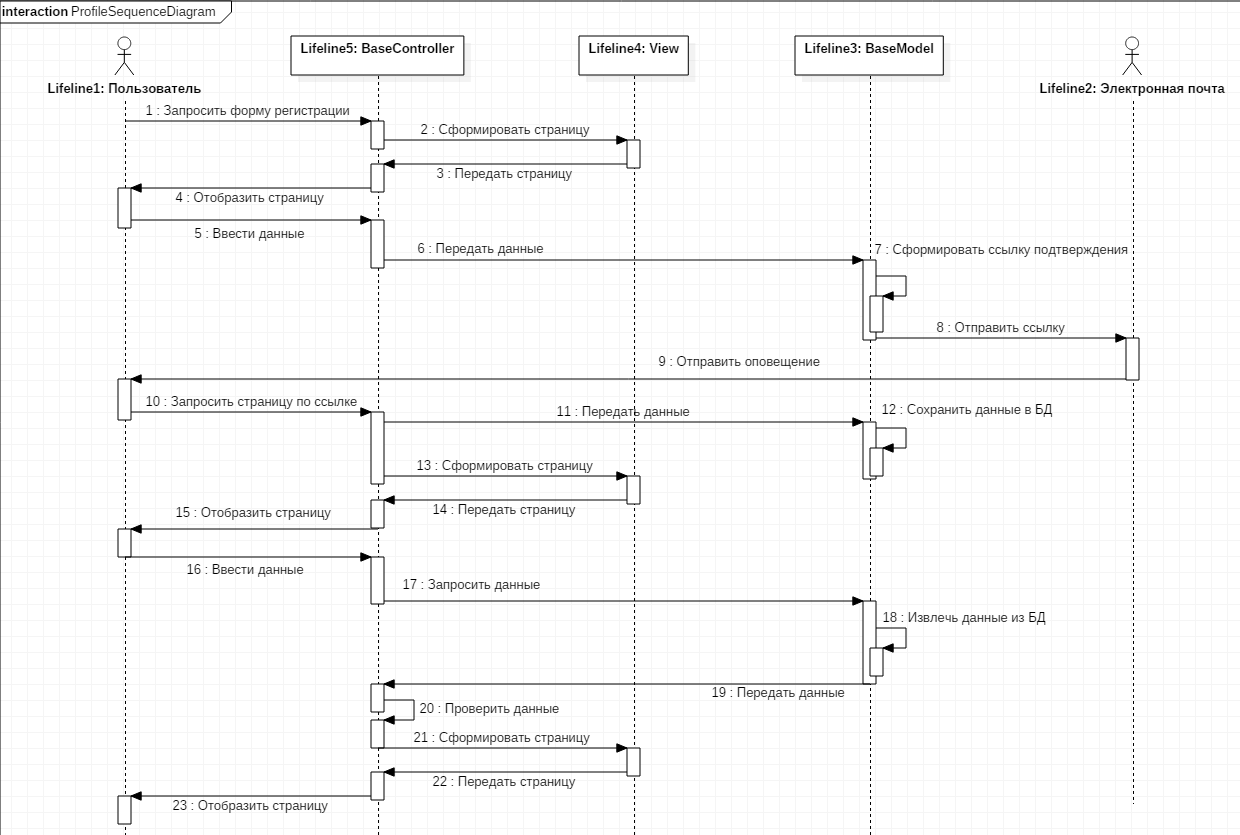 interaction ProfileSequenceDiagram
Lifeline5: BaseController
Lifeline4: View
Lifeline3: BaseModel
Lifeline1: Пользователь
Lifeline2: Электронная почта
1 : Запросить форму регистрации
2 : Сформировать страницу
3 : Передать страницу
4 : Отобразить страницу
5 : Ввести данные
6 : Передать данные
7 : Сформировать ссылку подтверждения
8 : Отправить ссылку
9 : Отправить оповещение
10 : Запросить страницу по ссылке
11 : Передать данные
12 : Сохранить данные в БД
13 : Сформировать страницу
14 : Передать страницу
15 : Отобразить страницу
16 : Ввести данные
17 : Запросить данные
18 : Извлечь данные из БД
19 : Передать данные
20 : Проверить данные
21 : Сформировать страницу
22 : Передать страницу
23 : Отобразить страницу